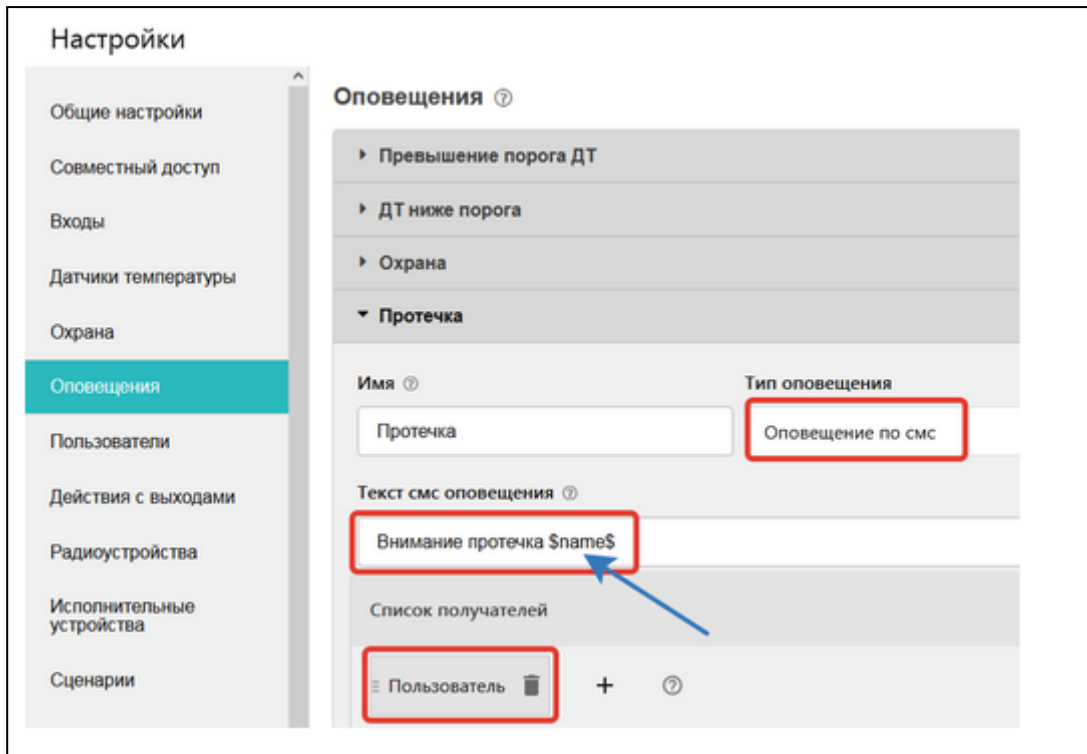 Настройки
Общие настройки
Совместный доступ
Входы
Датчики температуры
Охрана
Оповещения
Пользователи
Действия с выходами
Радиоустройства
Исполнительные
устройства
Сценарии
Оповещения ?
Превышение порога ДТ
ДТ ниже порога
Охрана
Протечка
Имя ?
Тип оповещения
Протечка
Оповещение по смс
Текст смс оповещения ?
Внимание протечка $name$
Список получателей
Пользователь + ?